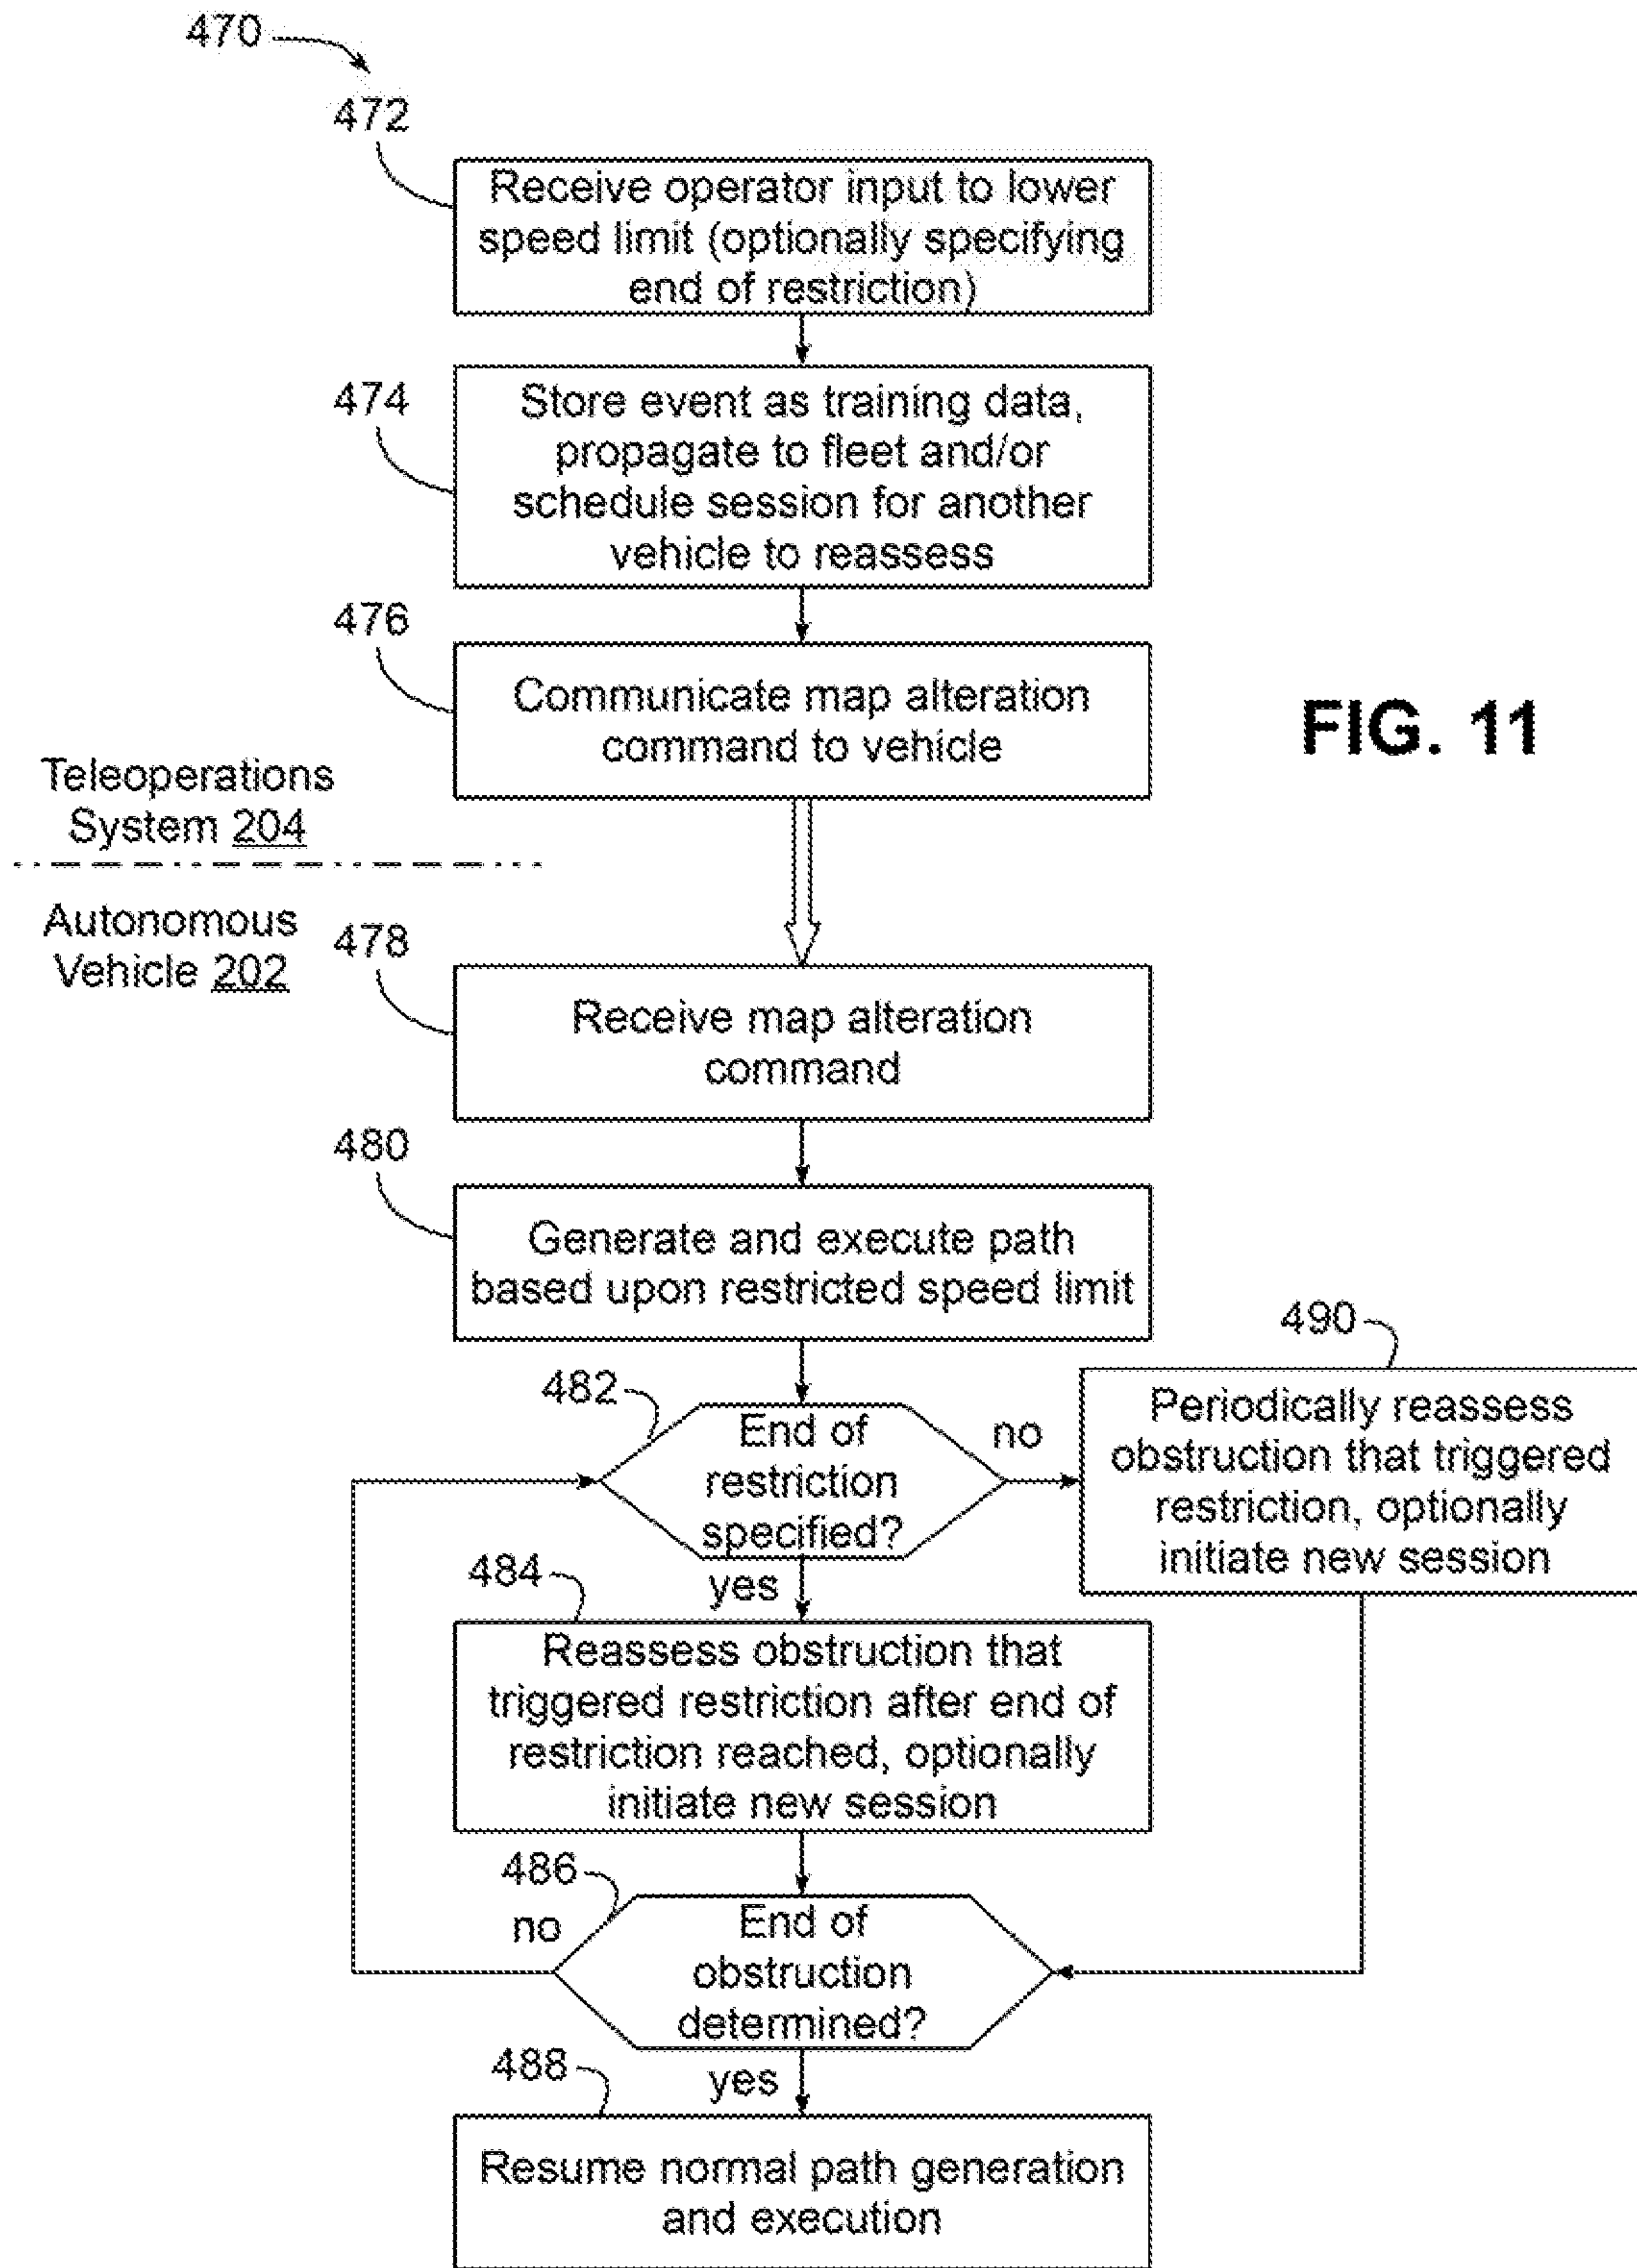 470
472
Receive operator input to lower
speed limit (optionally specifying
end of restriction)
474
Store event as training data,
propagate to fleet and/or
schedule session for another
vehicle to reassess
476
Communicate map alteration
command to vehicle
FIG. 11
Teleoperations
System 204
Autonomous
Vehicle 202
478
Receive map alteration
command
480
Generate and execute path
based upon restricted speed limit
482
End of
restriction
specified?
no
490
Periodically reassess
obstruction that triggered
restriction, optionally
initiate new session
yes
484
Reassess obstruction that
triggered restriction after end of
restriction reached, optionally
initiate new session
486
no
End of
obstruction
determined?
yes
488
Resume normal path generation
and execution